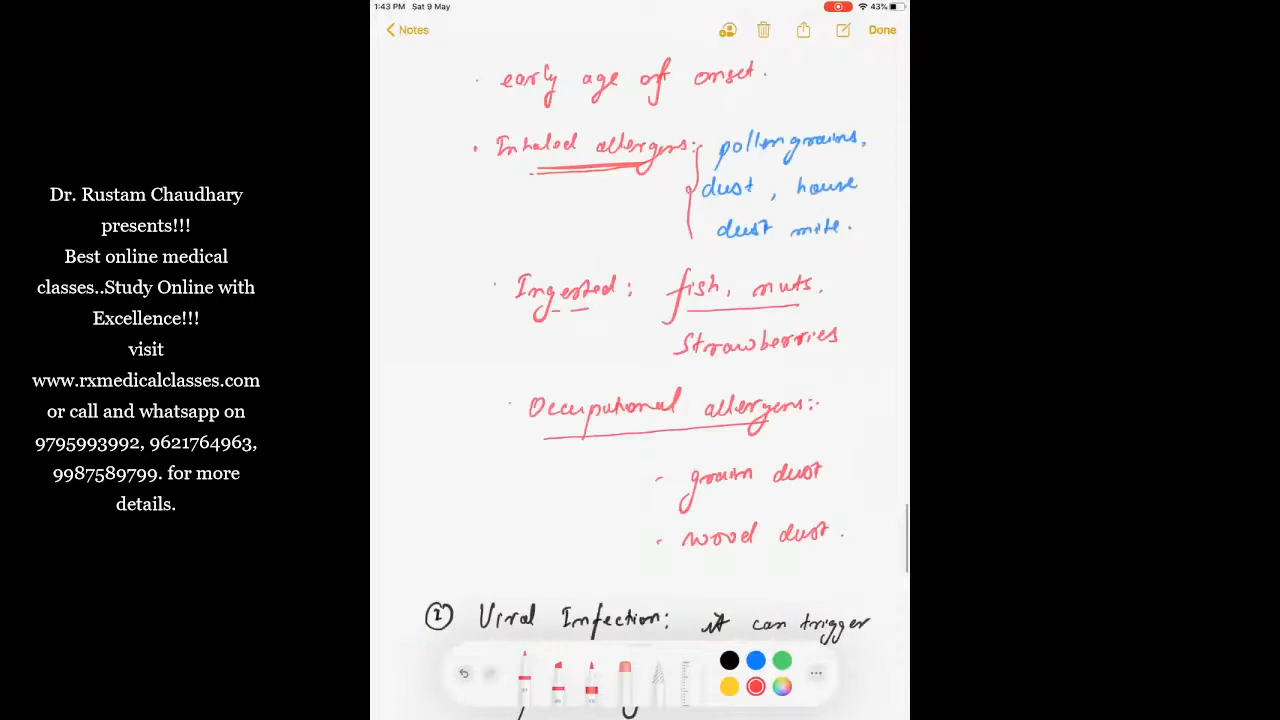 1:43 PM Sat 9 May
43%
Notes
Done
Dr. Rustam Chaudhary
presents!!!
Best online medical
classes..Study Online with
Excellence!!!
visit
www.rxmedicalclasses.com
or call and whatsapp on
9795993992, 9621764963,
9987589799. for more
details.
· early age of onset.
· Inhaled allergens: pollen grains,
dust, house
dust mite.
· Ingested: fish, nuts,
Strawberries
· Occupational allergens:
- grain dust
- wood dust.
② Viral Infection: it can trigger